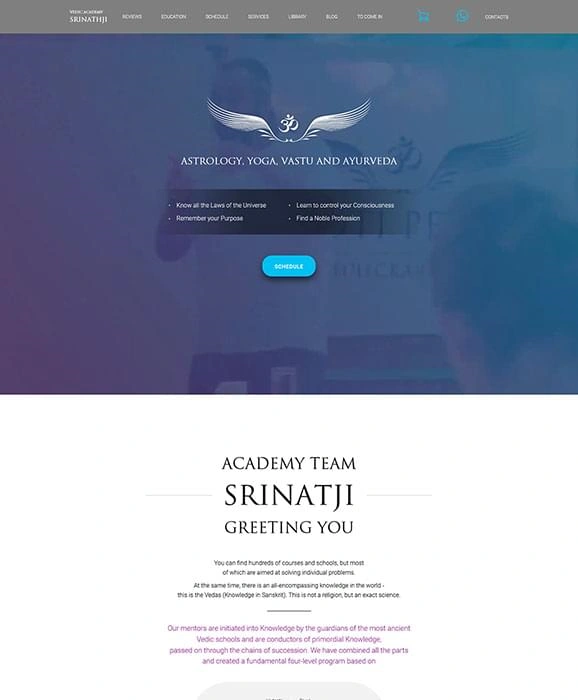 VEDIC ACADEMY
SRINATHJI
REVIEWS
EDUCATION
SCHEDULE
SERVICES
LIBRARY
BLOG
TO COME IN
CONTACTS
ॐ
ASTROLOGY, YOGA, VASTU AND AYURVEDA
• Know all the Laws of the Universe
• Learn to control your Consciousness
• Remember your Purpose
• Find a Noble Profession
SCHEDULE
ACADEMY TEAM
SRINATJI
GREETING YOU
You can find hundreds of courses and schools, but most
of which are aimed at solving individual problems.
At the same time, there is an all-encompassing knowledge in the world -
this is the Vedas (Knowledge in Sanskrit). This is not a religion, but an exact science.
Our mentors are initiated into Knowledge by the guardians of the most ancient
Vedic schools and are conductors of primordial Knowledge,
passed on through the chains of succession. We have combined all the parts
and created a fundamental four-level program based on